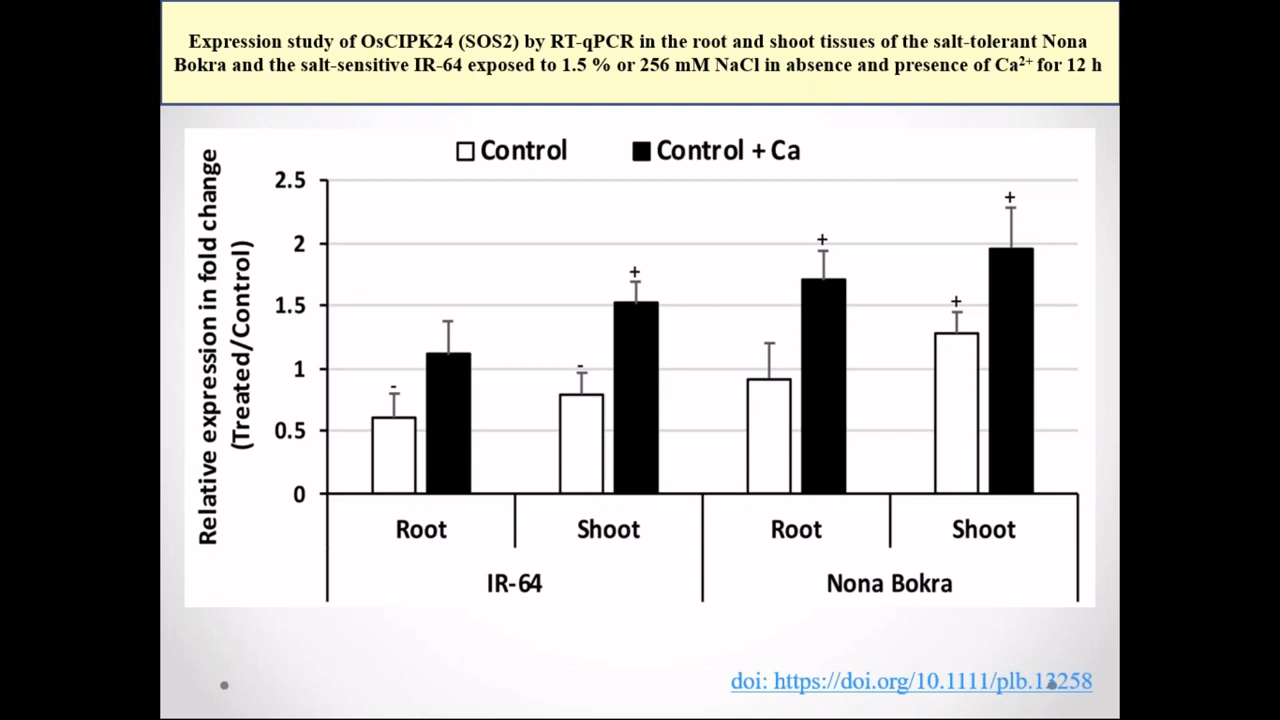 Expression study of OsCIPK24 (SOS2) by RT-qPCR in the root and shoot tissues of the salt-tolerant Nona
Bokra and the salt-sensitive IR-64 exposed to 1.5 % or 256 mM NaCl in absence and presence of Ca²⁺ for 12 h
Control
Control + Ca
Relative expression in fold change
(Treated/Control)
2.5
2
1.5
1
0.5
0
-
+
-
+
+
+
+
Root
Shoot
Root
Shoot
IR-64
Nona Bokra
doi: https://doi.org/10.1111/plb.13258